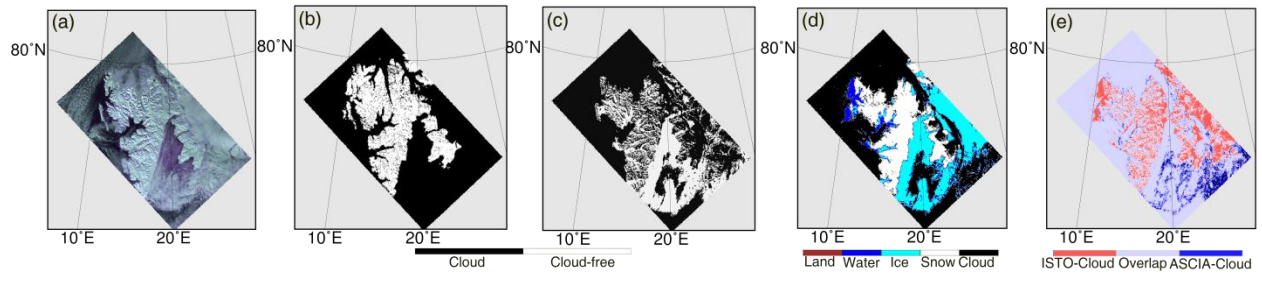 (a) (b) (c) (d) (e)
80°N 80°N 80°N 80°N 80°N
10°E 20°E 10°E 20°E 10°E 20°E 10°E 20°E 10°E 20°E
Cloud Cloud-free Land Water Ice Snow Cloud ISTO-Cloud Overlap ASCIA-Cloud